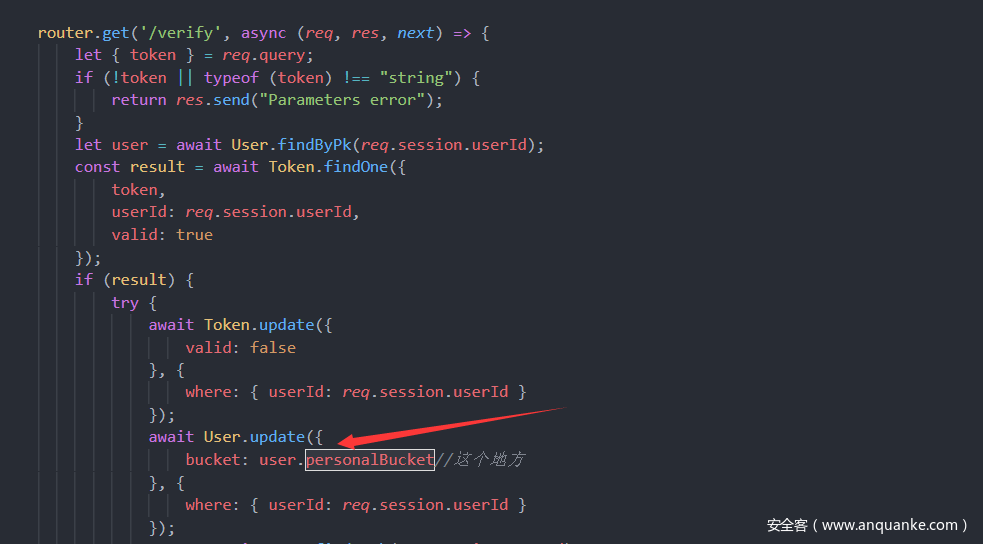 router.get('/verify', async (req, res, next) => {
    let { token } = req.query;
    if (!token || typeof (token) !== "string") {
        return res.send("Parameters error");
    }
    let user = await User.findByPk(req.session.userId);
    const result = await Token.findOne({
        token,
        userId: req.session.userId,
        valid: true
    });
    if (result) {
        try {
            await Token.update({
                valid: false
            }, {
                where: { userId: req.session.userId }
            });
            await User.update({
                bucket: user.personalBucket//这个地方
            }, {
                where: { userId: req.session.userId }
            });
安全客（www.anquanke.com）